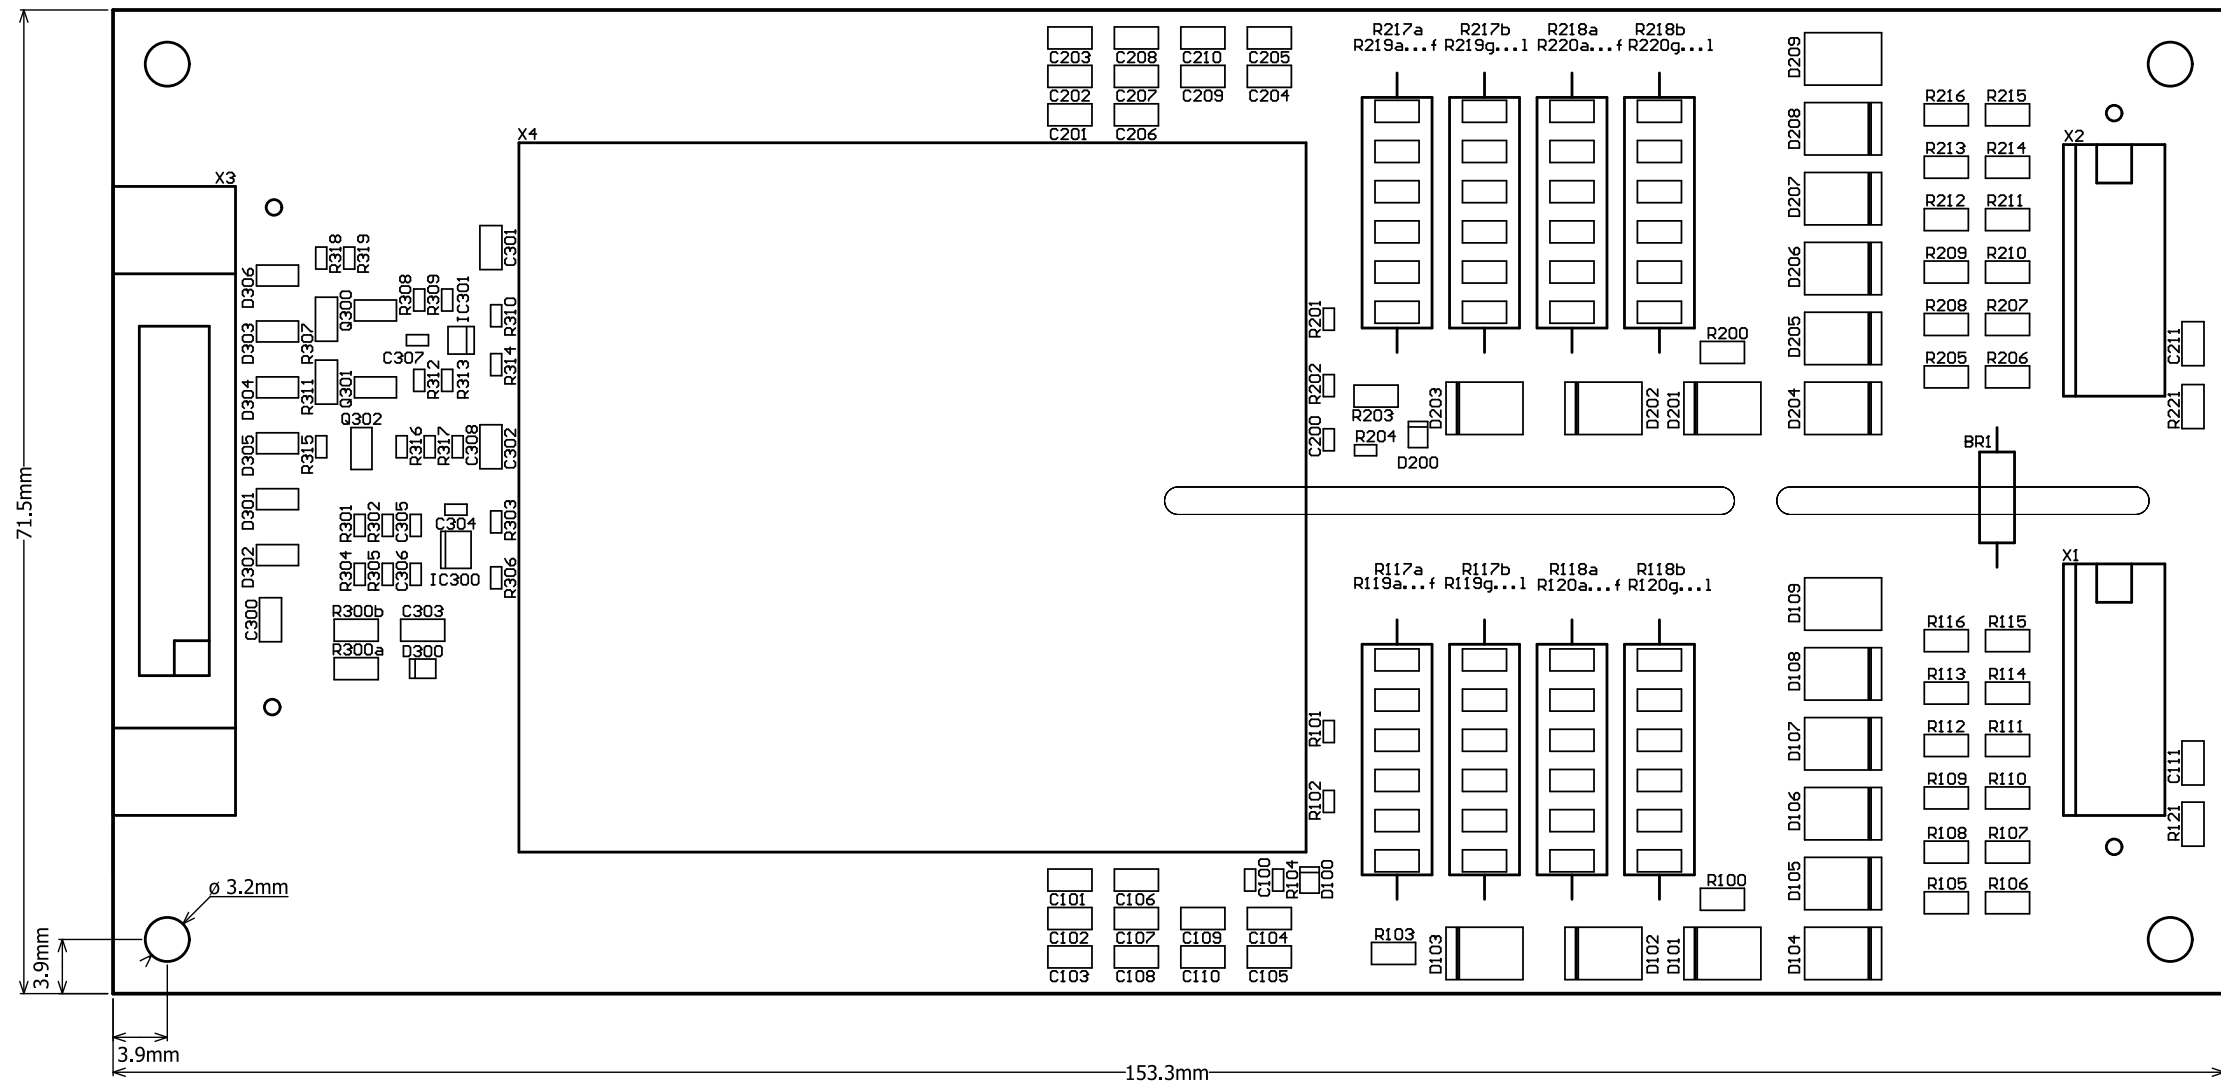 R217a
R219a...f
R217b
R219g...l
R218a
R220a...f
R218b
R220g...l
C203
C208
C210
C205
C202
C207
C209
C204
C201
C206
D209
D208
D207
D206
D205
D204
R216
R215
R213
R214
R212
R211
R209
R210
R208
R207
R205
R206
X2
C211
R221
X4
X3
R318
R319
D306
C301
R308
R309
IC301
Q300
R310
D303
R307
C307
R314
R312
R313
D304
R311
Q301
Q302
D305
R315
R316
R317
C308
C302
R201
R202
C200
R200
R203
R204
D200
D203
D202
D201
BR1
71.5mm
D301
R301
R302
C305
C304
R303
D302
R304
R305
C306
IC300
R306
C300
R300b
C303
R300a
D300
R117a
R119a...f
R117b
R119g...l
R118a
R120a...f
R118b
R120g...l
X1
D109
D108
D107
D106
D105
D104
R116
R115
R113
R114
R112
R111
R109
R110
R108
R107
R105
R106
C111
R121
R101
R102
C100
R104
D100
R100
C101
C106
C102
C107
C109
C104
C103
C108
C110
C105
R103
D103
D102
D101
ø 3.2mm
3.9mm
3.9mm
153.3mm